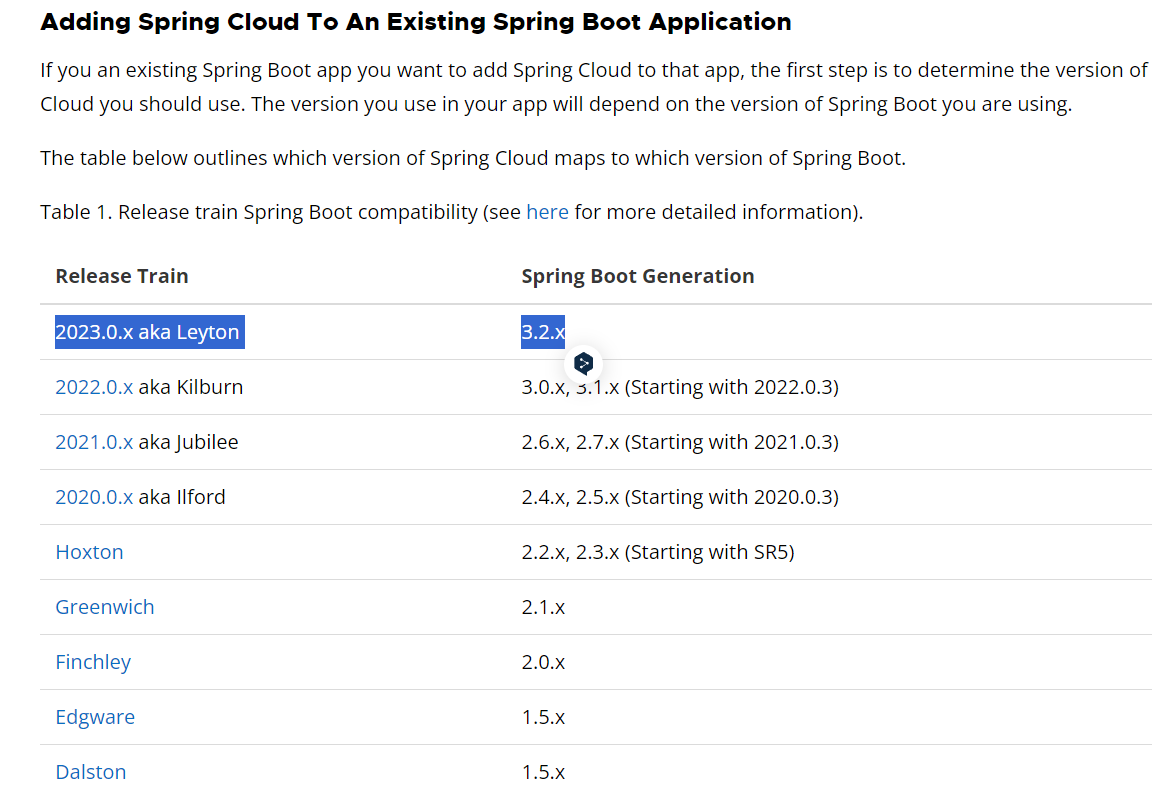 Adding Spring Cloud To An Existing Spring Boot Application
If you an existing Spring Boot app you want to add Spring Cloud to that app, the first step is to determine the version of
Cloud you should use. The version you use in your app will depend on the version of Spring Boot you are using.
The table below outlines which version of Spring Cloud maps to which version of Spring Boot.
Table 1. Release train Spring Boot compatibility (see here for more detailed information).
Release Train Spring Boot Generation
2023.0.x aka Leyton 3.2.x
2022.0.x aka Kilburn 3.0.x, 3.1.x (Starting with 2022.0.3)
2021.0.x aka Jubilee 2.6.x, 2.7.x (Starting with 2021.0.3)
2020.0.x aka Ilford 2.4.x, 2.5.x (Starting with 2020.0.3)
Hoxton 2.2.x, 2.3.x (Starting with SR5)
Greenwich 2.1.x
Finchley 2.0.x
Edgware 1.5.x
Dalston 1.5.x